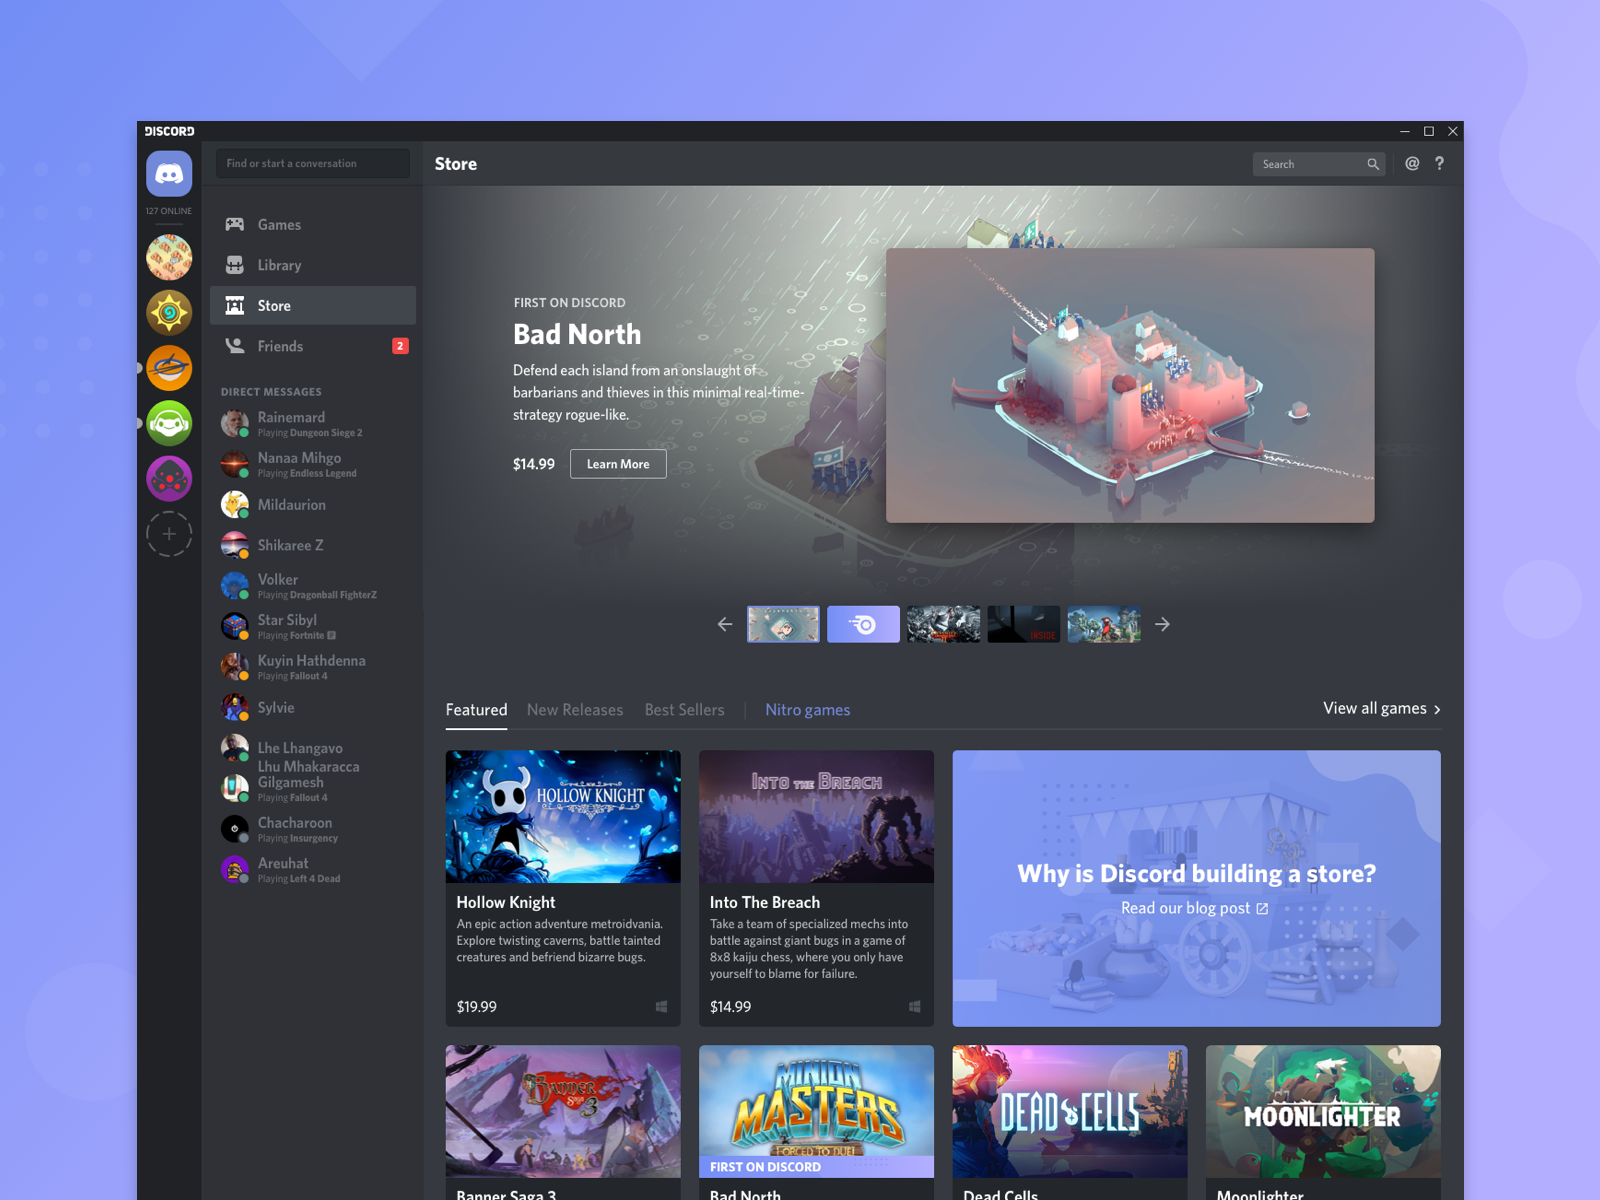 DISCORD
Find or start a conversation
Store
Search
127 ONLINE
Games
Library
Store
Friends
2
DIRECT MESSAGES
Rainemard
Playing Dungeon Siege 2
Nanaa Mihgo
Playing Endless Legend
Mildaurion
Shikaree Z
Volker
Playing Dragonball FighterZ
Star Sibyl
Playing Fortnite
Kuyin Hathdenna
Playing Fallout 4
Sylvie
Lhe Lhangavo
Lhu Mhakaracca
Gilgamesh
Playing Fallout 4
Chacharoon
Playing Insurgency
Areuhat
Playing Left 4 Dead
FIRST ON DISCORD
Bad North
Defend each island from an onslaught of
barbarians and thieves in this minimal real-time-
strategy rogue-like.
$14.99
Learn More
INSIDE
Featured
New Releases
Best Sellers
Nitro games
View all games
HOLLOW KNIGHT
Hollow Knight
An epic action adventure metroidvania.
Explore twisting caverns, battle tainted
creatures and befriend bizarre bugs.
$19.99
INTO THE BREACH
Into The Breach
Take a team of specialized mechs into
battle against giant bugs in a game of
8x8 kaiju chess, where you only have
yourself to blame for failure.
$14.99
Why is Discord building a store?
Read our blog post
Banner
Saga 3
Banner Saga 3
MINION
MASTERS
FORCED TO DUEL
FIRST ON DISCORD
Bad North
DEAD CELLS
Dead Cells
MOONLIGHTER
Moonlighter